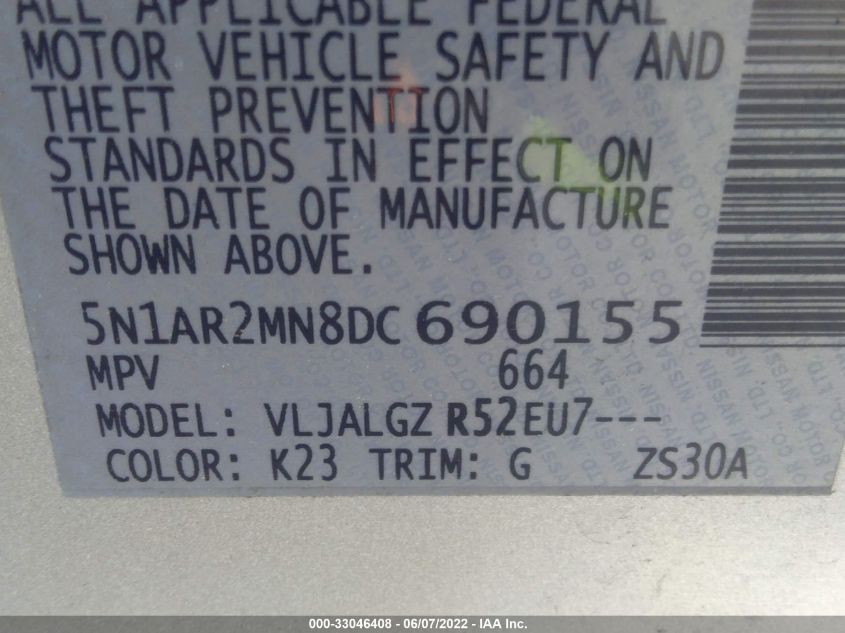 ALL APPLICABLE FEDERAL
MOTOR VEHICLE SAFETY AND
THEFT PREVENTION
STANDARDS IN EFFECT ON
THE DATE OF MANUFACTURE
SHOWN ABOVE.
5N1AR2MN8DC690155
MPV 664
MODEL: VLJALGZ R52EU7---
COLOR: K23 TRIM: G ZS30A
000-33046408 - 06/07/2022 - IAA Inc.